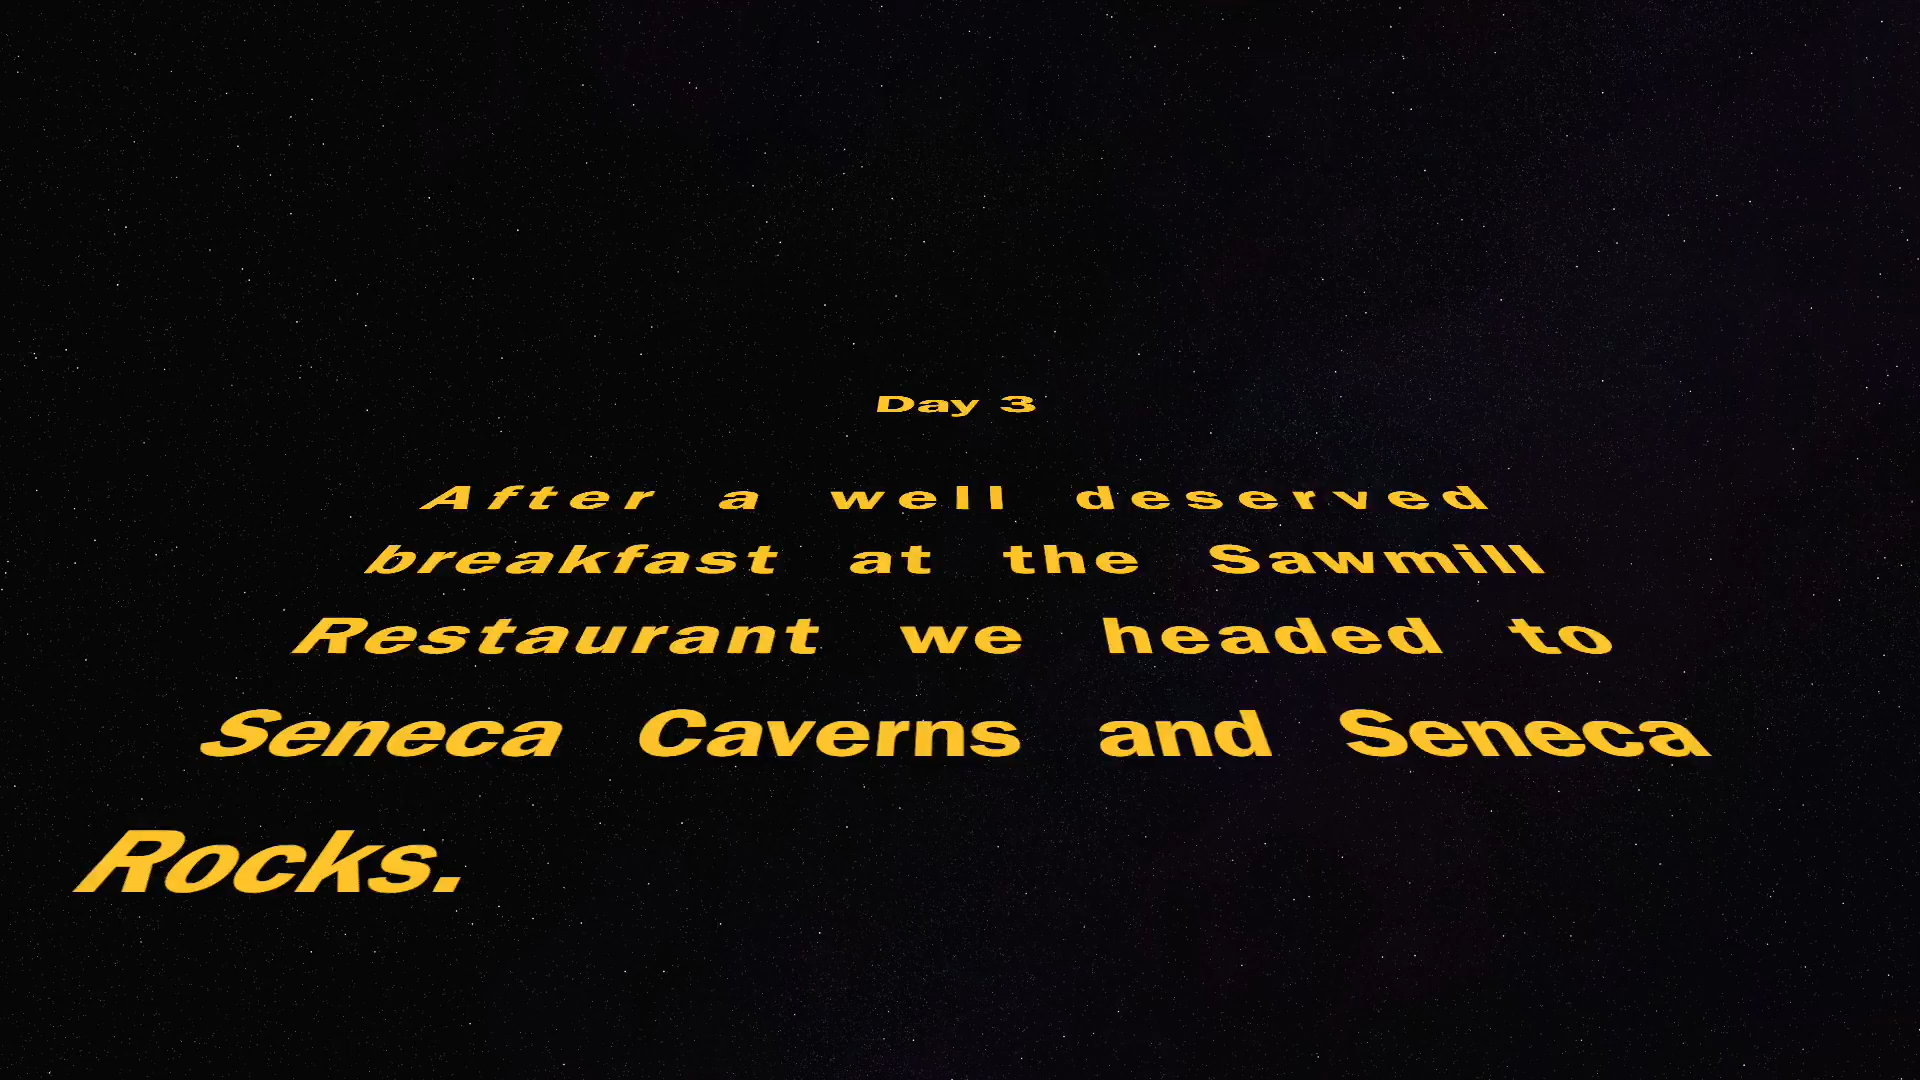 Day 3
After a well deserved
breakfast at the Sawmill
Restaurant we headed to
Seneca Caverns and Seneca
Rocks.